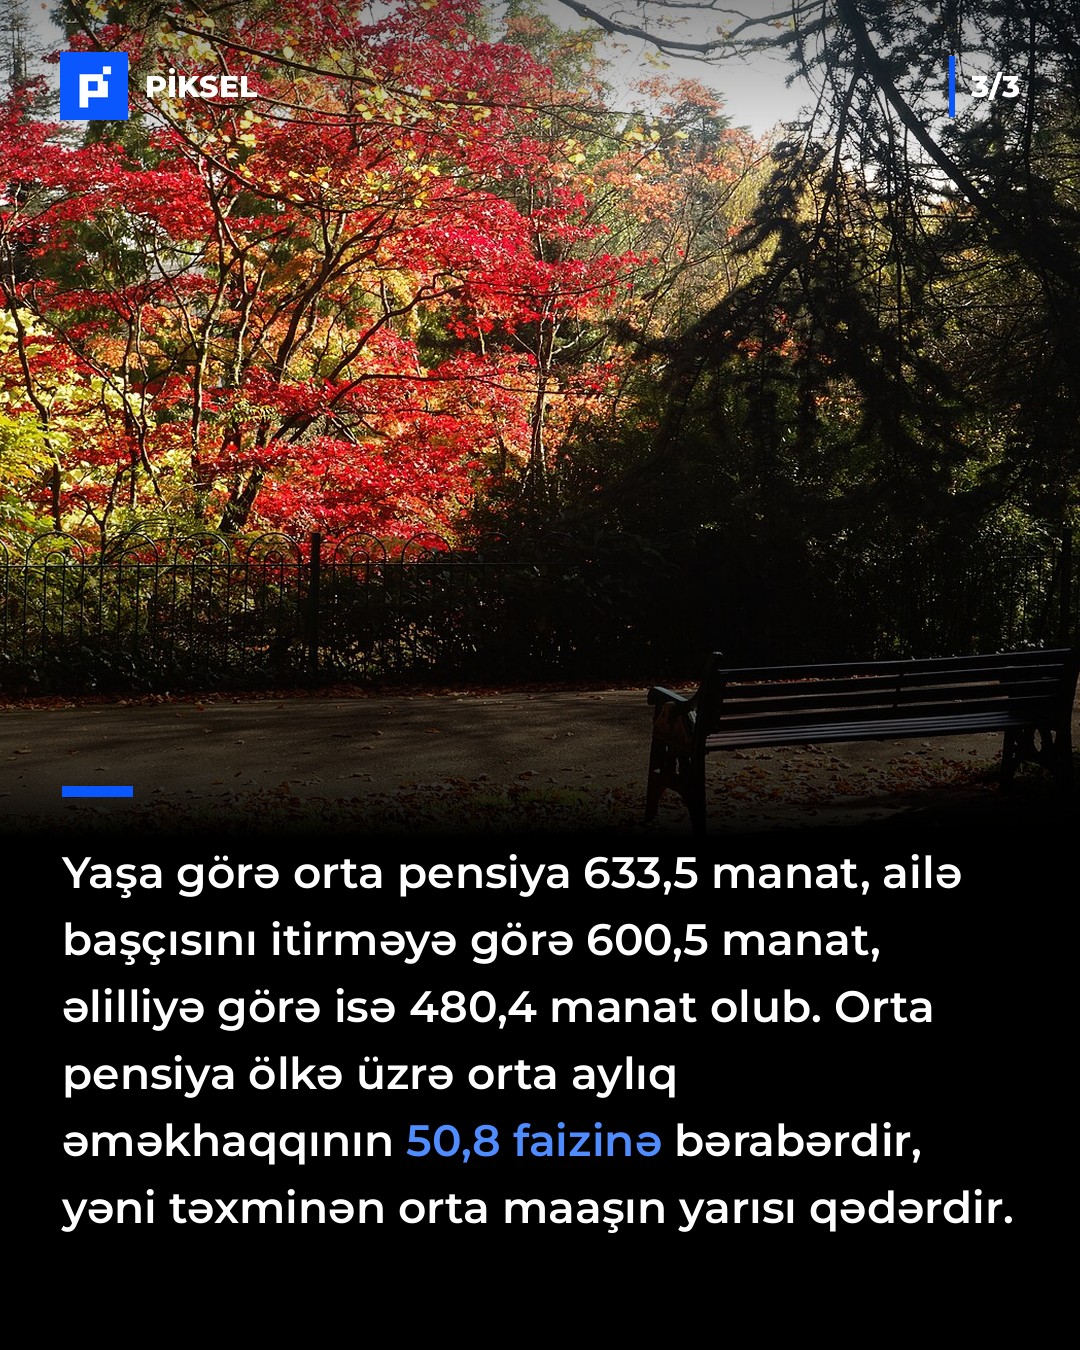 PİKSEL
3/3
Yaşa görə orta pensiya 633,5 manat, ailə
başçısını itirməyə görə 600,5 manat,
əlilliyə görə isə 480,4 manat olub. Orta
pensiya ölkə üzrə orta aylıq
əməkhaqqının 50,8 faizinə bərabərdir,
yəni təxminən orta maaşın yarısı qədərdir.